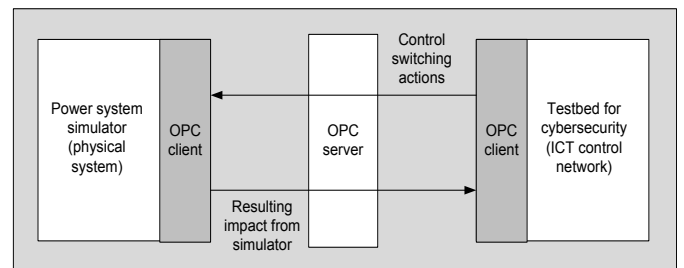 Power system
simulator
(physical
system)
OPC
client
Control
switching
actions
OPC
server
Resulting
impact from
simulator
OPC
client
Testbed for
cybersecurity
(ICT control
network)